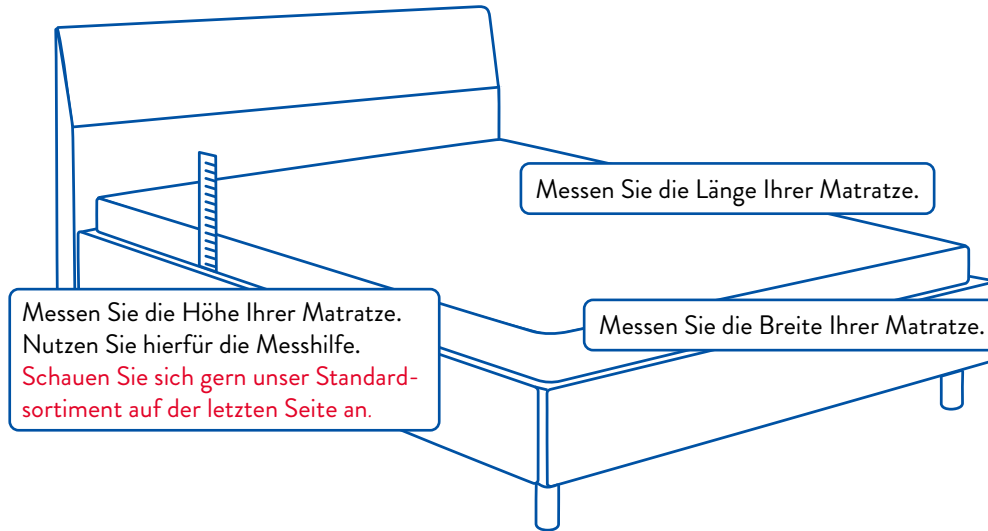 Messen Sie die Länge Ihrer Matratze.
Messen Sie die Höhe Ihrer Matratze.
Nutzen Sie hierfür die Messhilfe.
Schauen Sie sich gern unser Standard-
sortiment auf der letzten Seite an.
Messen Sie die Breite Ihrer Matratze.